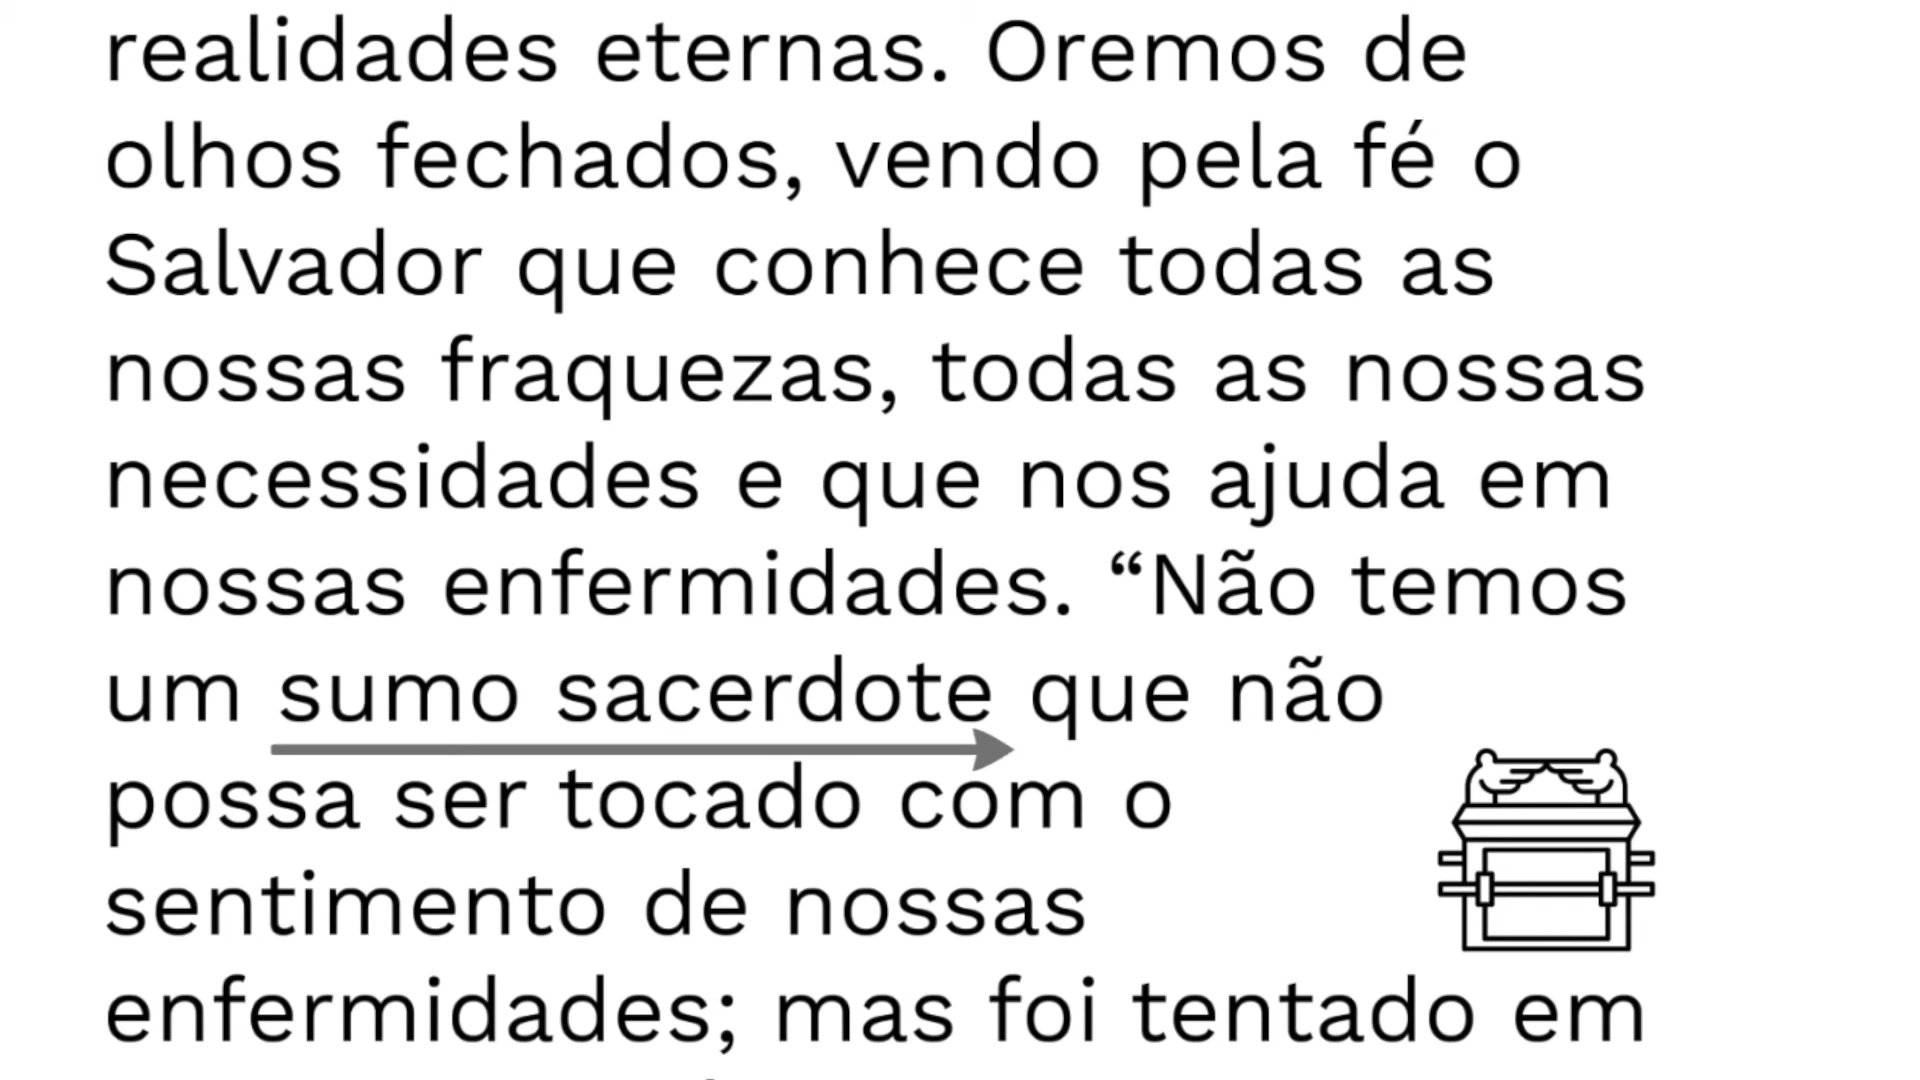 realidades eternas. Oremos de
olhos fechados, vendo pela fé o
Salvador que conhece todas as
nossas fraquezas, todas as nossas
necessidades e que nos ajuda em
nossas enfermidades. “Não temos
um sumo sacerdote que não
possa ser tocado com o
sentimento de nossas
enfermidades; mas foi tentado em